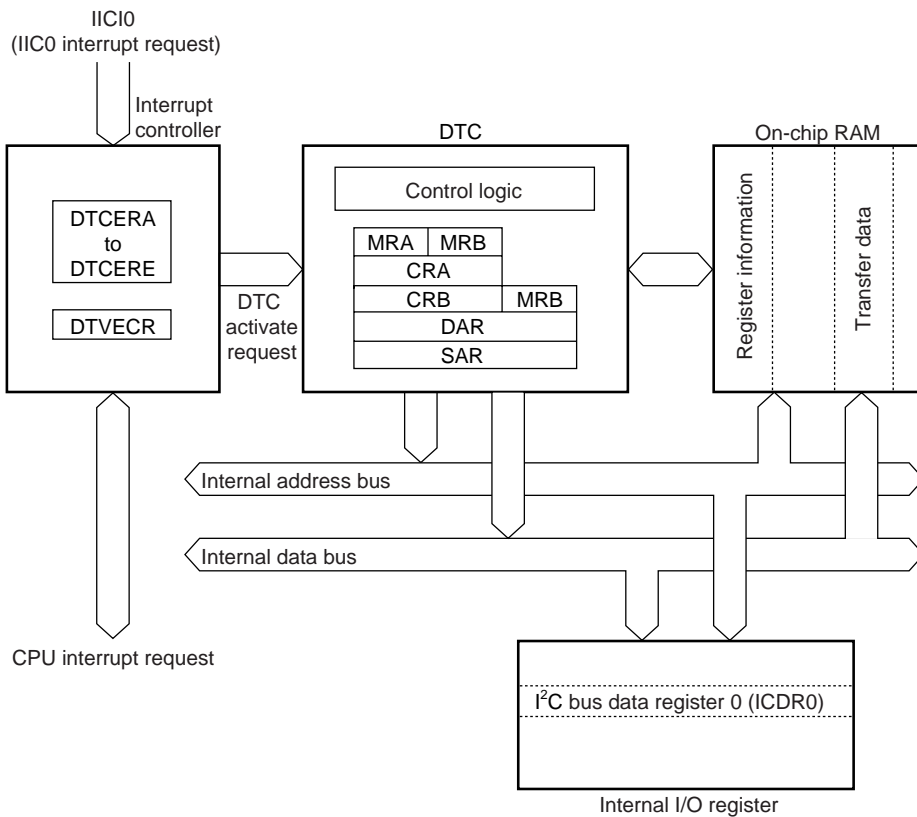 IICI0
(IIC0 interrupt request)
Interrupt
controller
DTCERA
to
DTCERE
DTVECR
DTC
activate
request
CPU interrupt request
DTC
Control logic
MRA MRB
CRA
CRB MRB
DAR
SAR
On-chip RAM
Register information
Transfer data
Internal address bus
Internal data bus
I²C bus data register 0 (ICDR0)
Internal I/O register